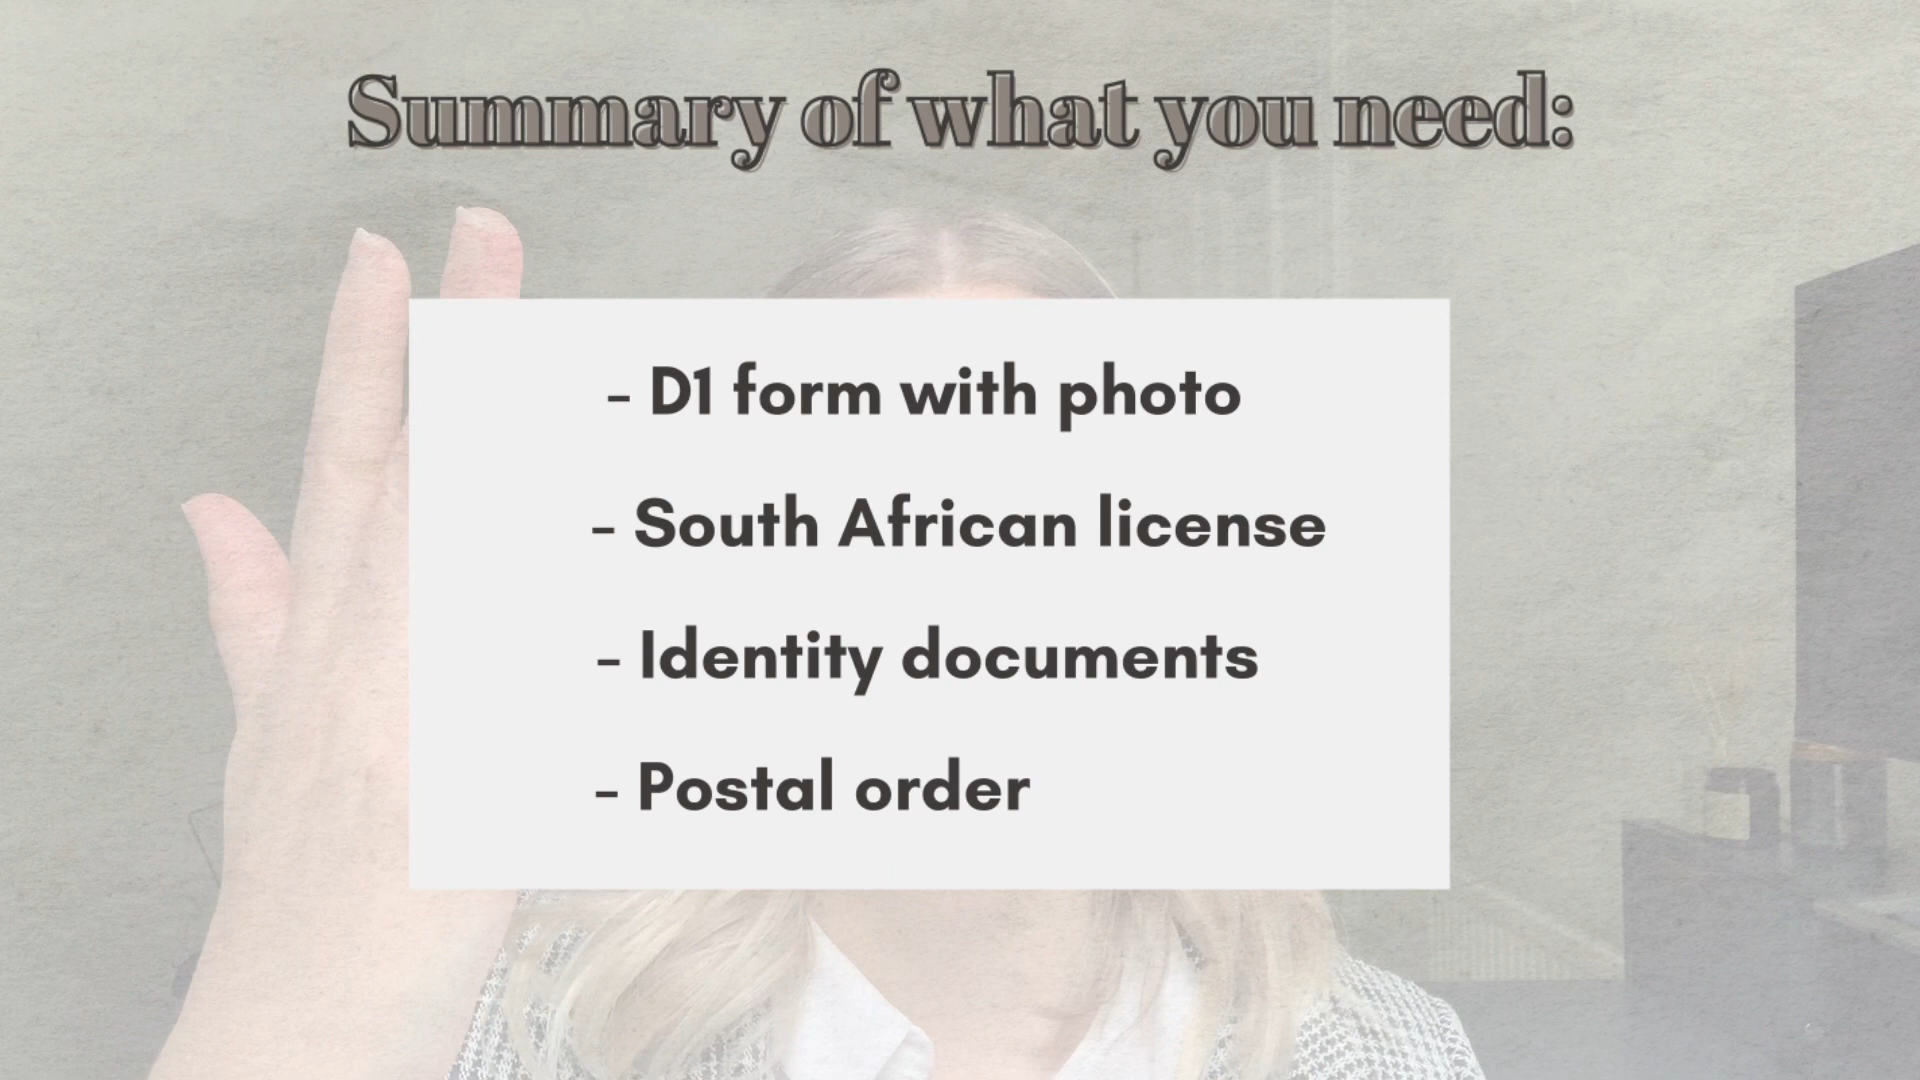 Summary of what you need:
- D1 form with photo
- South African license
- Identity documents
- Postal order